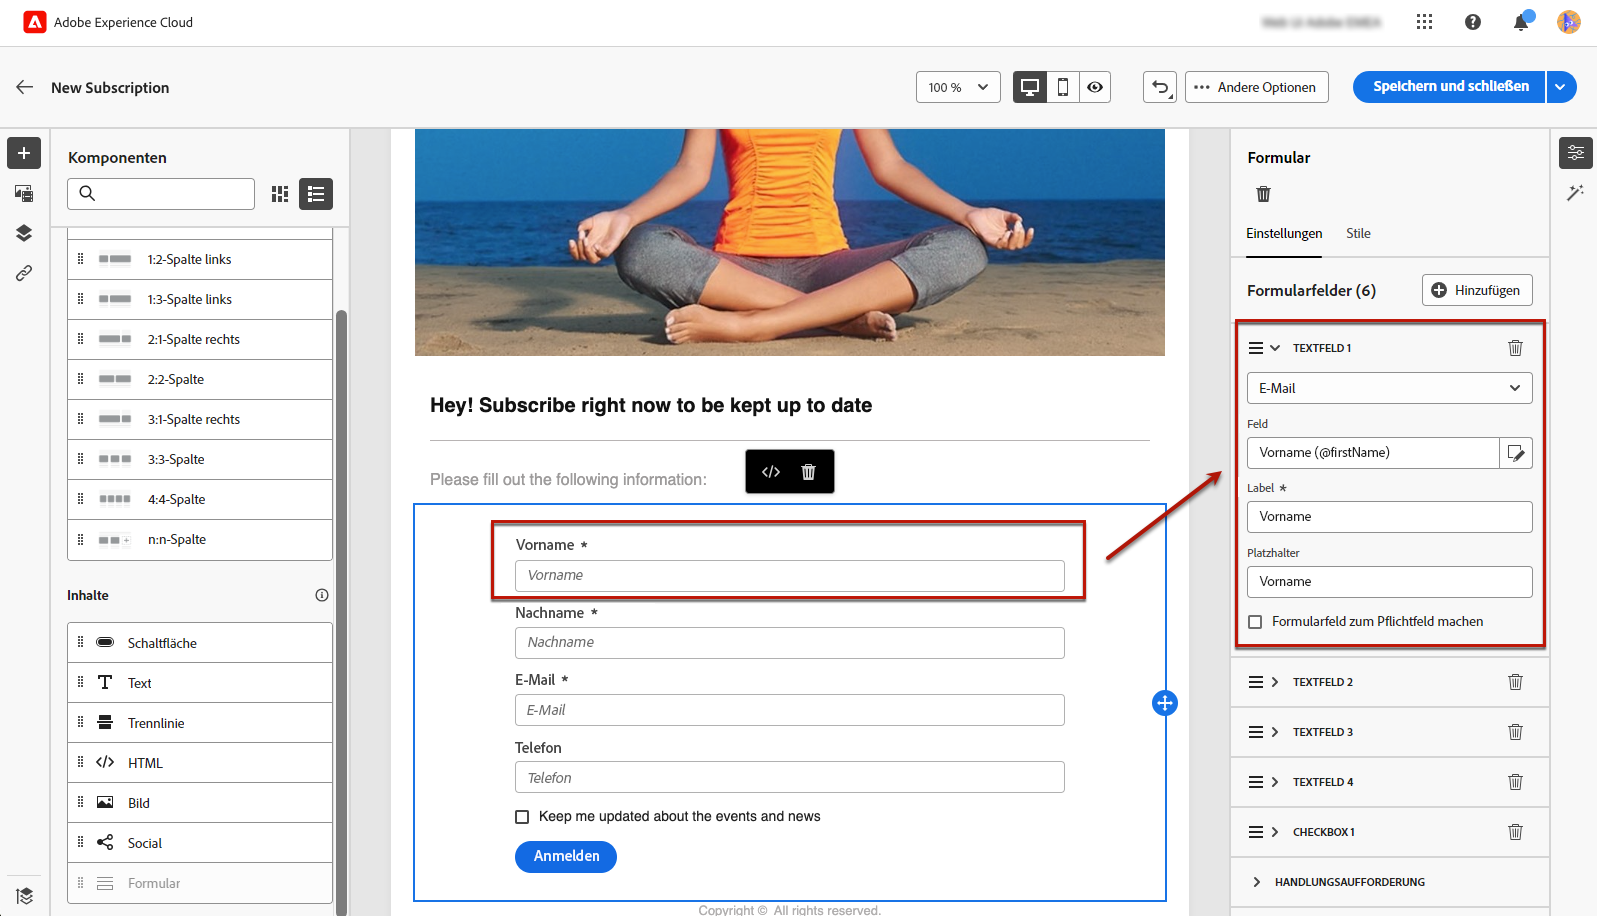 Adobe Experience Cloud
New Subscription
100 %
Andere Optionen
Speichern und schließen
Komponenten
1:2-Spalte links
1:3-Spalte links
2:1-Spalte rechts
2:2-Spalte
3:1-Spalte rechts
3:3-Spalte
4:4-Spalte
n:n-Spalte
Inhalte
Schaltfläche
Text
Trennlinie
HTML
Bild
Social
Formular
Hey! Subscribe right now to be kept up to date
Please fill out the following information:
Vorname *
Vorname
Nachname *
Nachname
E-Mail *
E-Mail
Telefon
Telefon
Keep me updated about the events and news
Anmelden
Copyright © All rights reserved.
Formular
Einstellungen Stile
Formularfelder (6)
Hinzufügen
TEXTFELD 1
E-Mail
Feld
Vorname (@firstName)
Label *
Vorname
Platzhalter
Vorname
Formularfeld zum Pflichtfeld machen
TEXTFELD 2
TEXTFELD 3
TEXTFELD 4
CHECKBOX 1
HANDLUNGSAUFFORDERUNG